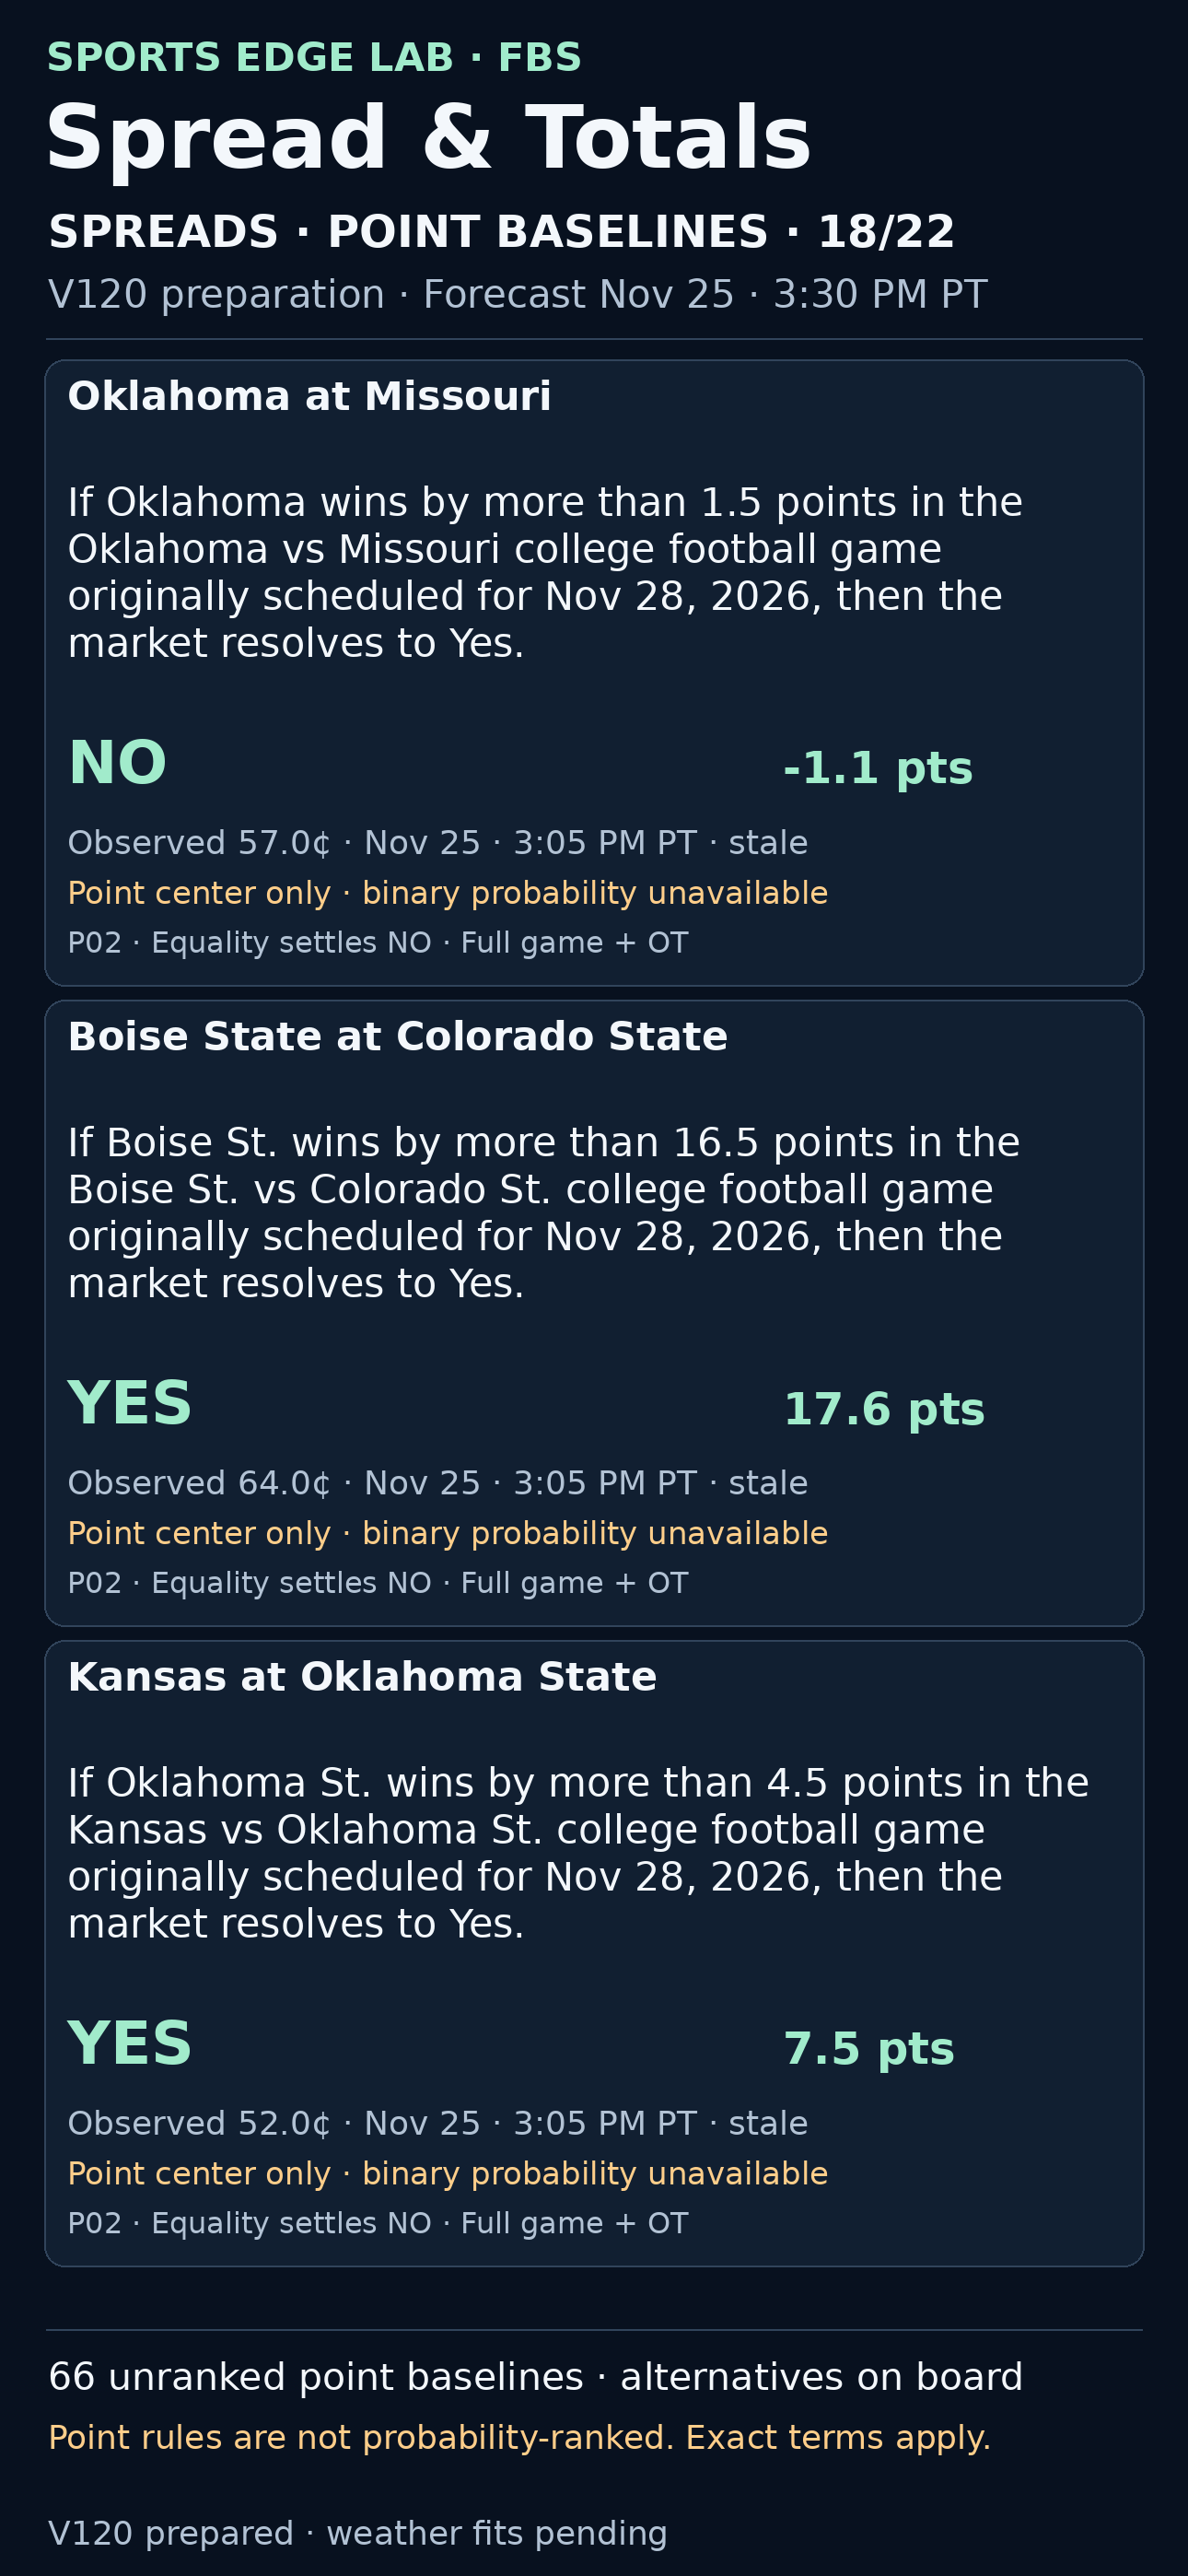 SPORTS EDGE LAB · FBS
Spread & Totals
SPREADS · POINT BASELINES · 18/22
V120 preparation · Forecast Nov 25 · 3:30 PM PT
Oklahoma at Missouri
If Oklahoma wins by more than 1.5 points in the
Oklahoma vs Missouri college football game
originally scheduled for Nov 28, 2026, then the
market resolves to Yes.
NO -1.1 pts
Observed 57.0¢ · Nov 25 · 3:05 PM PT · stale
Point center only · binary probability unavailable
P02 · Equality settles NO · Full game + OT
Boise State at Colorado State
If Boise St. wins by more than 16.5 points in the
Boise St. vs Colorado St. college football game
originally scheduled for Nov 28, 2026, then the
market resolves to Yes.
YES 17.6 pts
Observed 64.0¢ · Nov 25 · 3:05 PM PT · stale
Point center only · binary probability unavailable
P02 · Equality settles NO · Full game + OT
Kansas at Oklahoma State
If Oklahoma St. wins by more than 4.5 points in the
Kansas vs Oklahoma St. college football game
originally scheduled for Nov 28, 2026, then the
market resolves to Yes.
YES 7.5 pts
Observed 52.0¢ · Nov 25 · 3:05 PM PT · stale
Point center only · binary probability unavailable
P02 · Equality settles NO · Full game + OT
66 unranked point baselines · alternatives on board
Point rules are not probability-ranked. Exact terms apply.
V120 prepared · weather fits pending